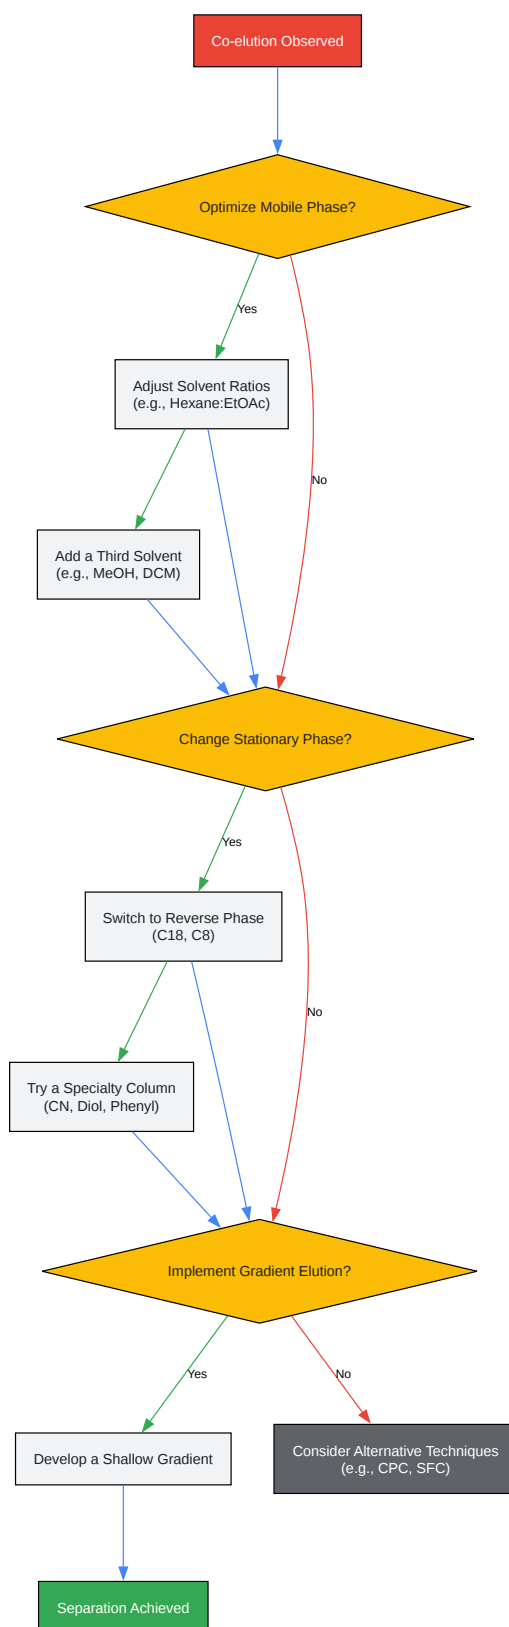 Co-elution Observed
Optimize Mobile Phase?
Yes
Adjust Solvent Ratios
(e.g., Hexane:EtOAc)
No
Add a Third Solvent
(e.g., MeOH, DCM)
Change Stationary Phase?
Yes
Switch to Reverse Phase
(C18, C8)
No
Try a Specialty Column
(CN, Diol, Phenyl)
Implement Gradient Elution?
Yes
No
Develop a Shallow Gradient
Consider Alternative Techniques
(e.g., CPC, SFC)
Separation Achieved